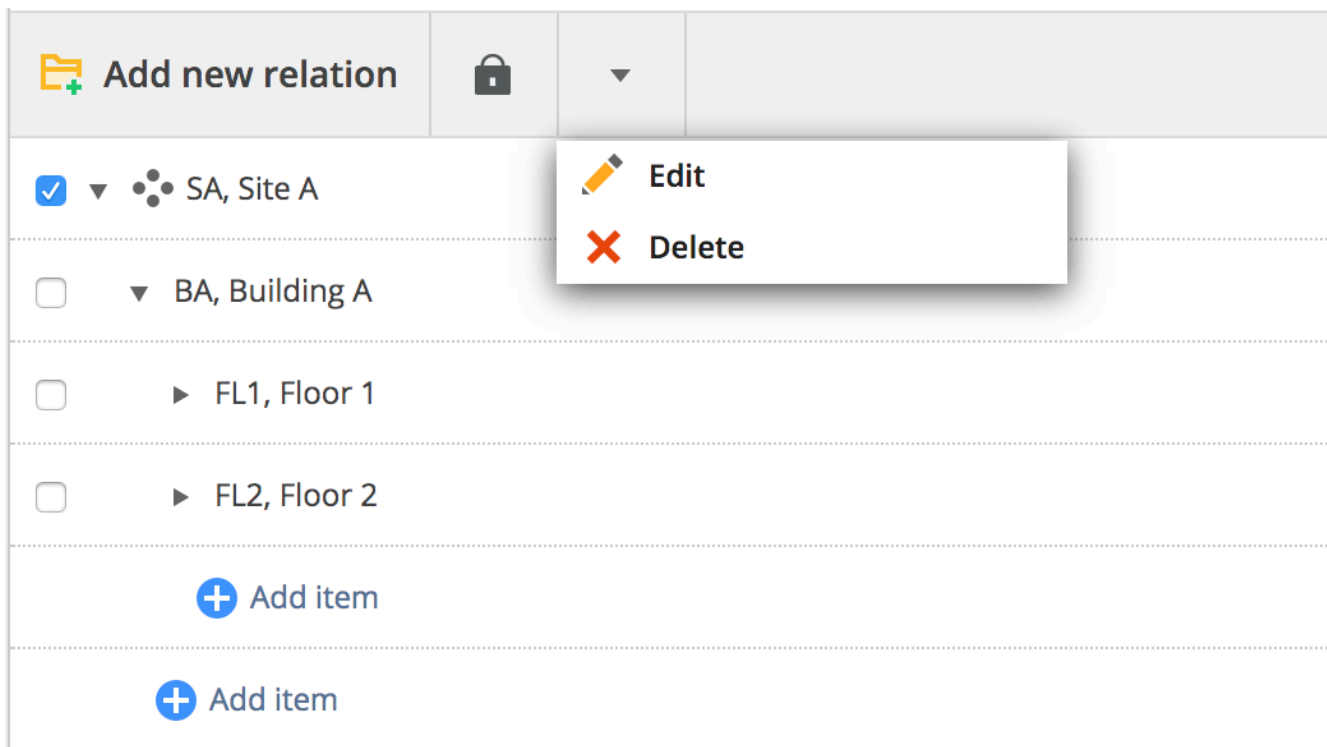 Add new relation
SA, Site A
Edit
Delete
BA, Building A
FL1, Floor 1
FL2, Floor 2
Add item
Add item